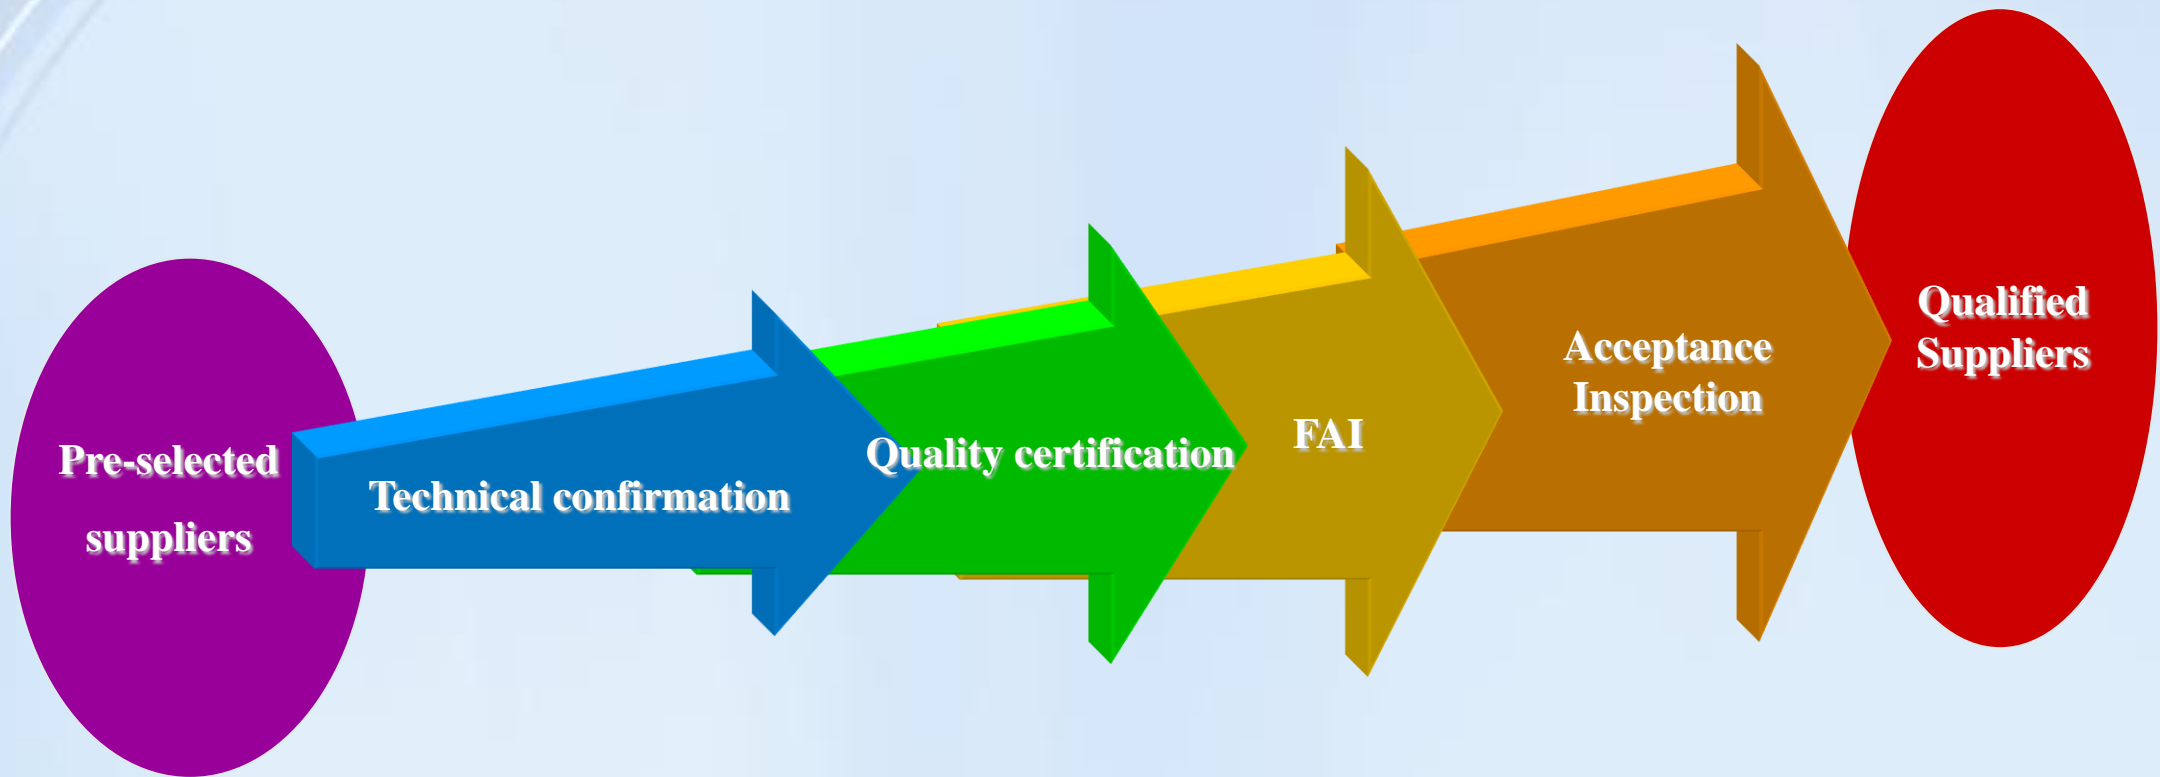 Pre-selected
suppliers
Technical confirmation
Quality certification
FAI
Acceptance
Inspection
Qualified
Suppliers